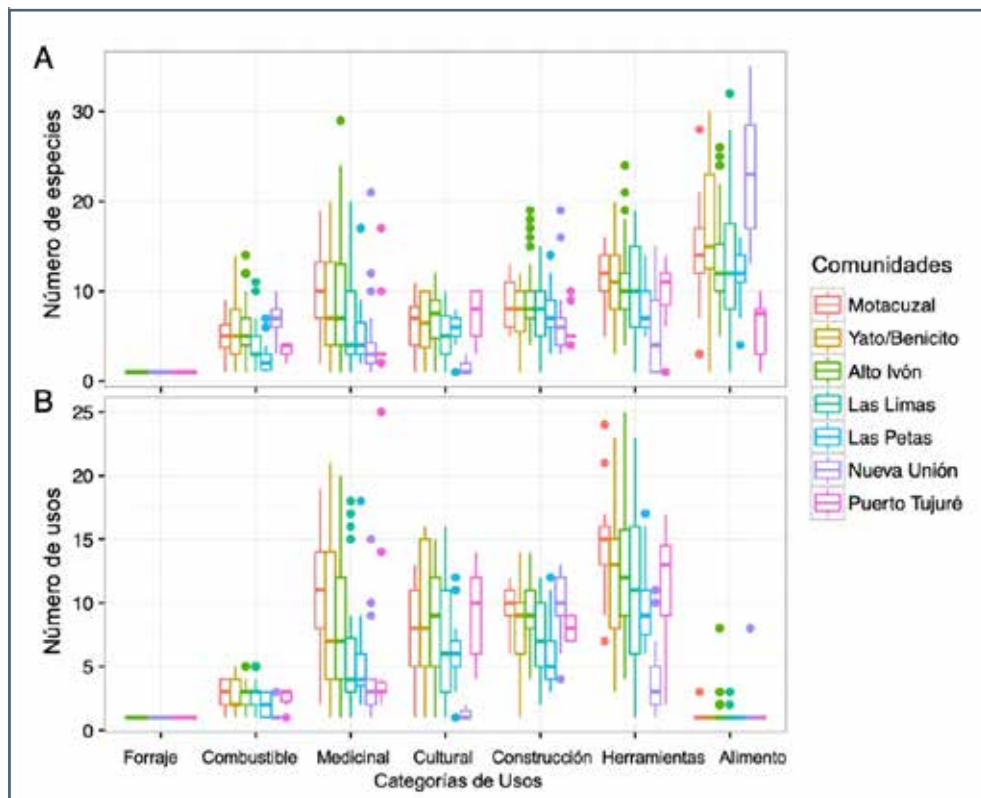 A
Número de especies
30
20
10
0
B
Número de usos
25
20
15
10
5
0
Forraje Combustible Medicinal Cultural Construcción Herramientas Alimento
Categorías de Usos
Comunidades
Motacuzal
Yato/Benicito
Alto Ivón
Las Limas
Las Petas
Nueva Unión
Puerto Tujuré